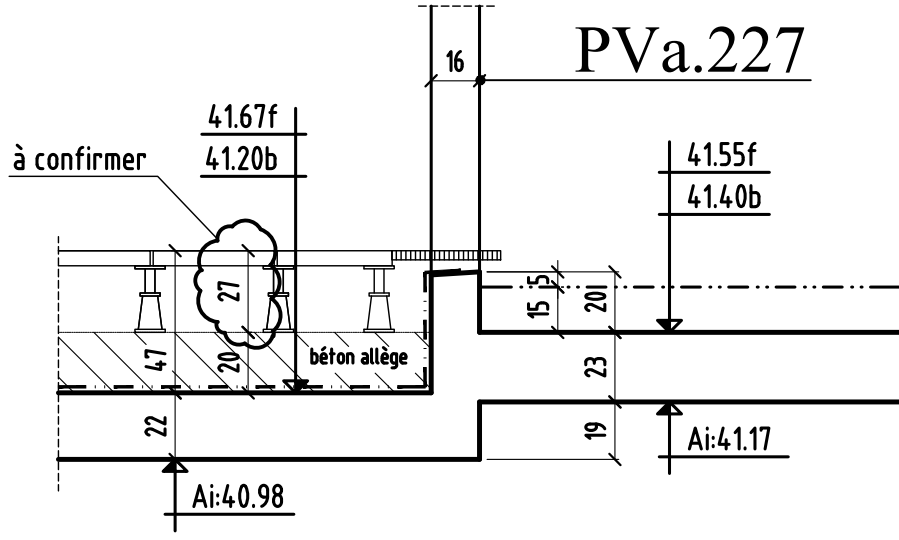 16
PVa.227
41.67f
41.20b
à confirmer
41.55f
41.40b
27
47
20
béton allège
22
15
5
20
23
19
Ai:41.17
Ai:40.98